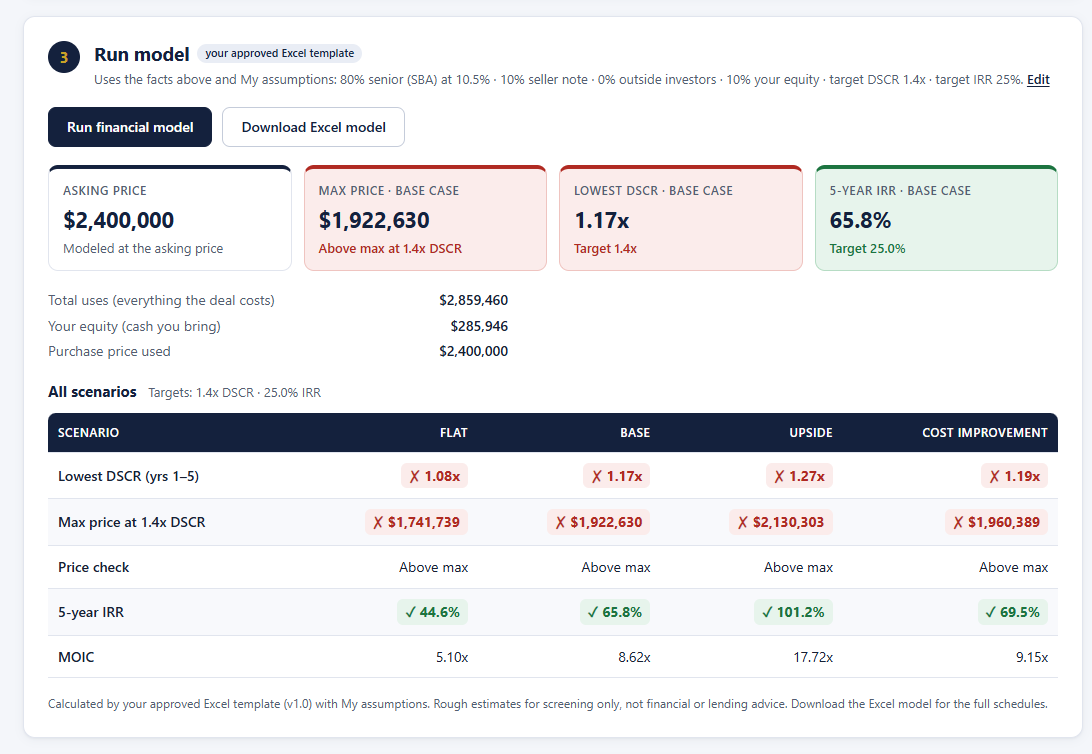 3 Run model your approved Excel template
Uses the facts above and My assumptions: 80% senior (SBA) at 10.5% · 10% seller note · 0% outside investors · 10% your equity · target DSCR 1.4x · target IRR 25%. Edit
Run financial model Download Excel model
ASKING PRICE
$2,400,000
Modeled at the asking price
MAX PRICE · BASE CASE
$1,922,630
Above max at 1.4x DSCR
LOWEST DSCR · BASE CASE
1.17x
Target 1.4x
5-YEAR IRR · BASE CASE
65.8%
Target 25.0%
Total uses (everything the deal costs) $2,859,460
Your equity (cash you bring) $285,946
Purchase price used $2,400,000
All scenarios Targets: 1.4x DSCR · 25.0% IRR
SCENARIO FLAT BASE UPSIDE COST IMPROVEMENT
Lowest DSCR (yrs 1–5) ✗ 1.08x ✗ 1.17x ✗ 1.27x ✗ 1.19x
Max price at 1.4x DSCR ✗ $1,741,739 ✗ $1,922,630 ✗ $2,130,303 ✗ $1,960,389
Price check Above max Above max Above max Above max
5-year IRR ✓ 44.6% ✓ 65.8% ✓ 101.2% ✓ 69.5%
MOIC 5.10x 8.62x 17.72x 9.15x
Calculated by your approved Excel template (v1.0) with My assumptions. Rough estimates for screening only, not financial or lending advice. Download the Excel model for the full schedules.